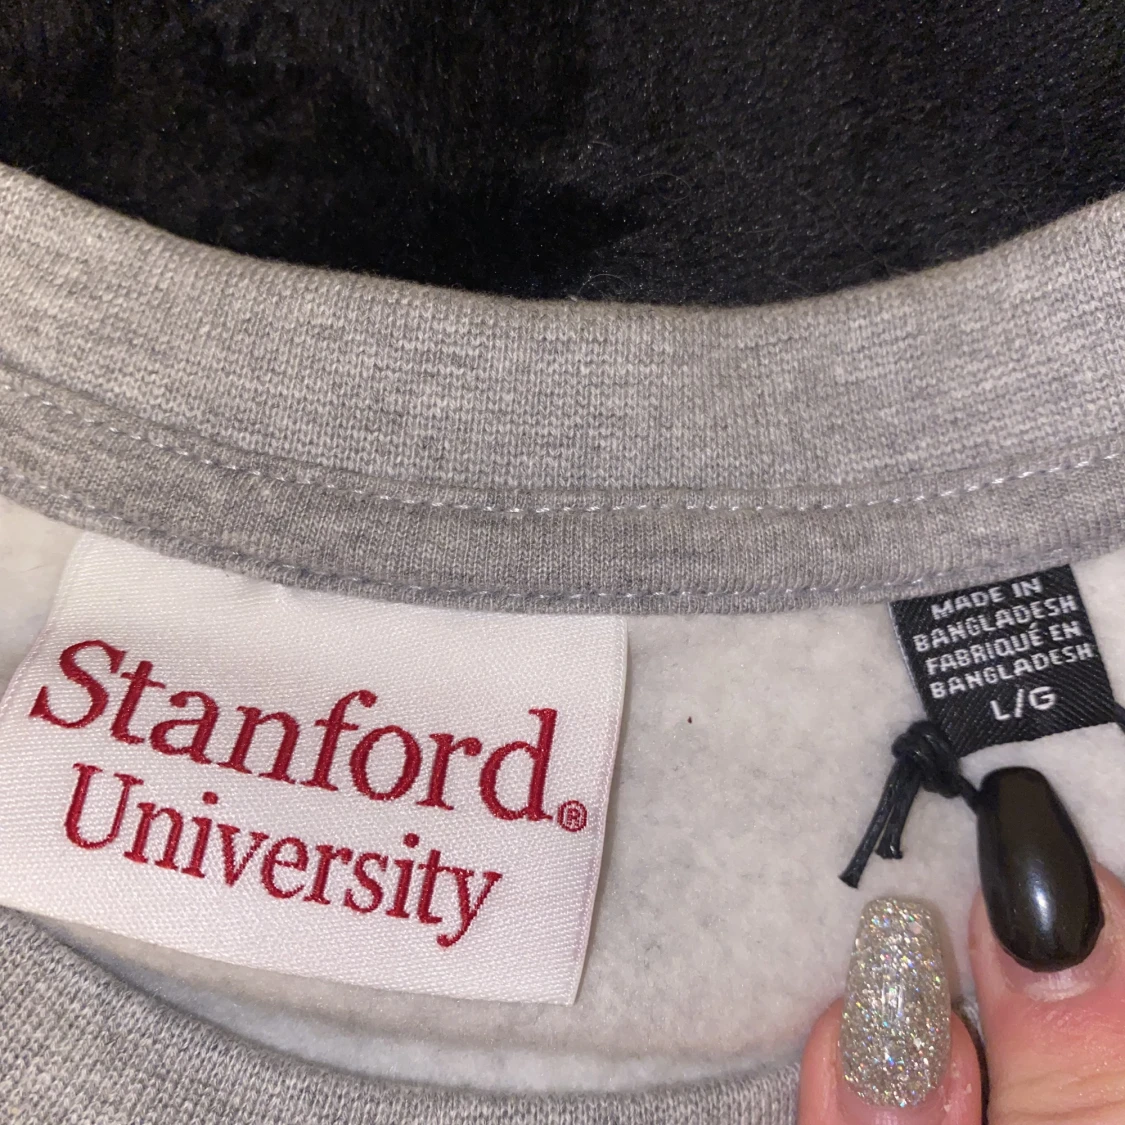 Stanford®
University
MADE IN
BANGLADESH
FABRIQUÉ EN
BANGLADESH
L/G